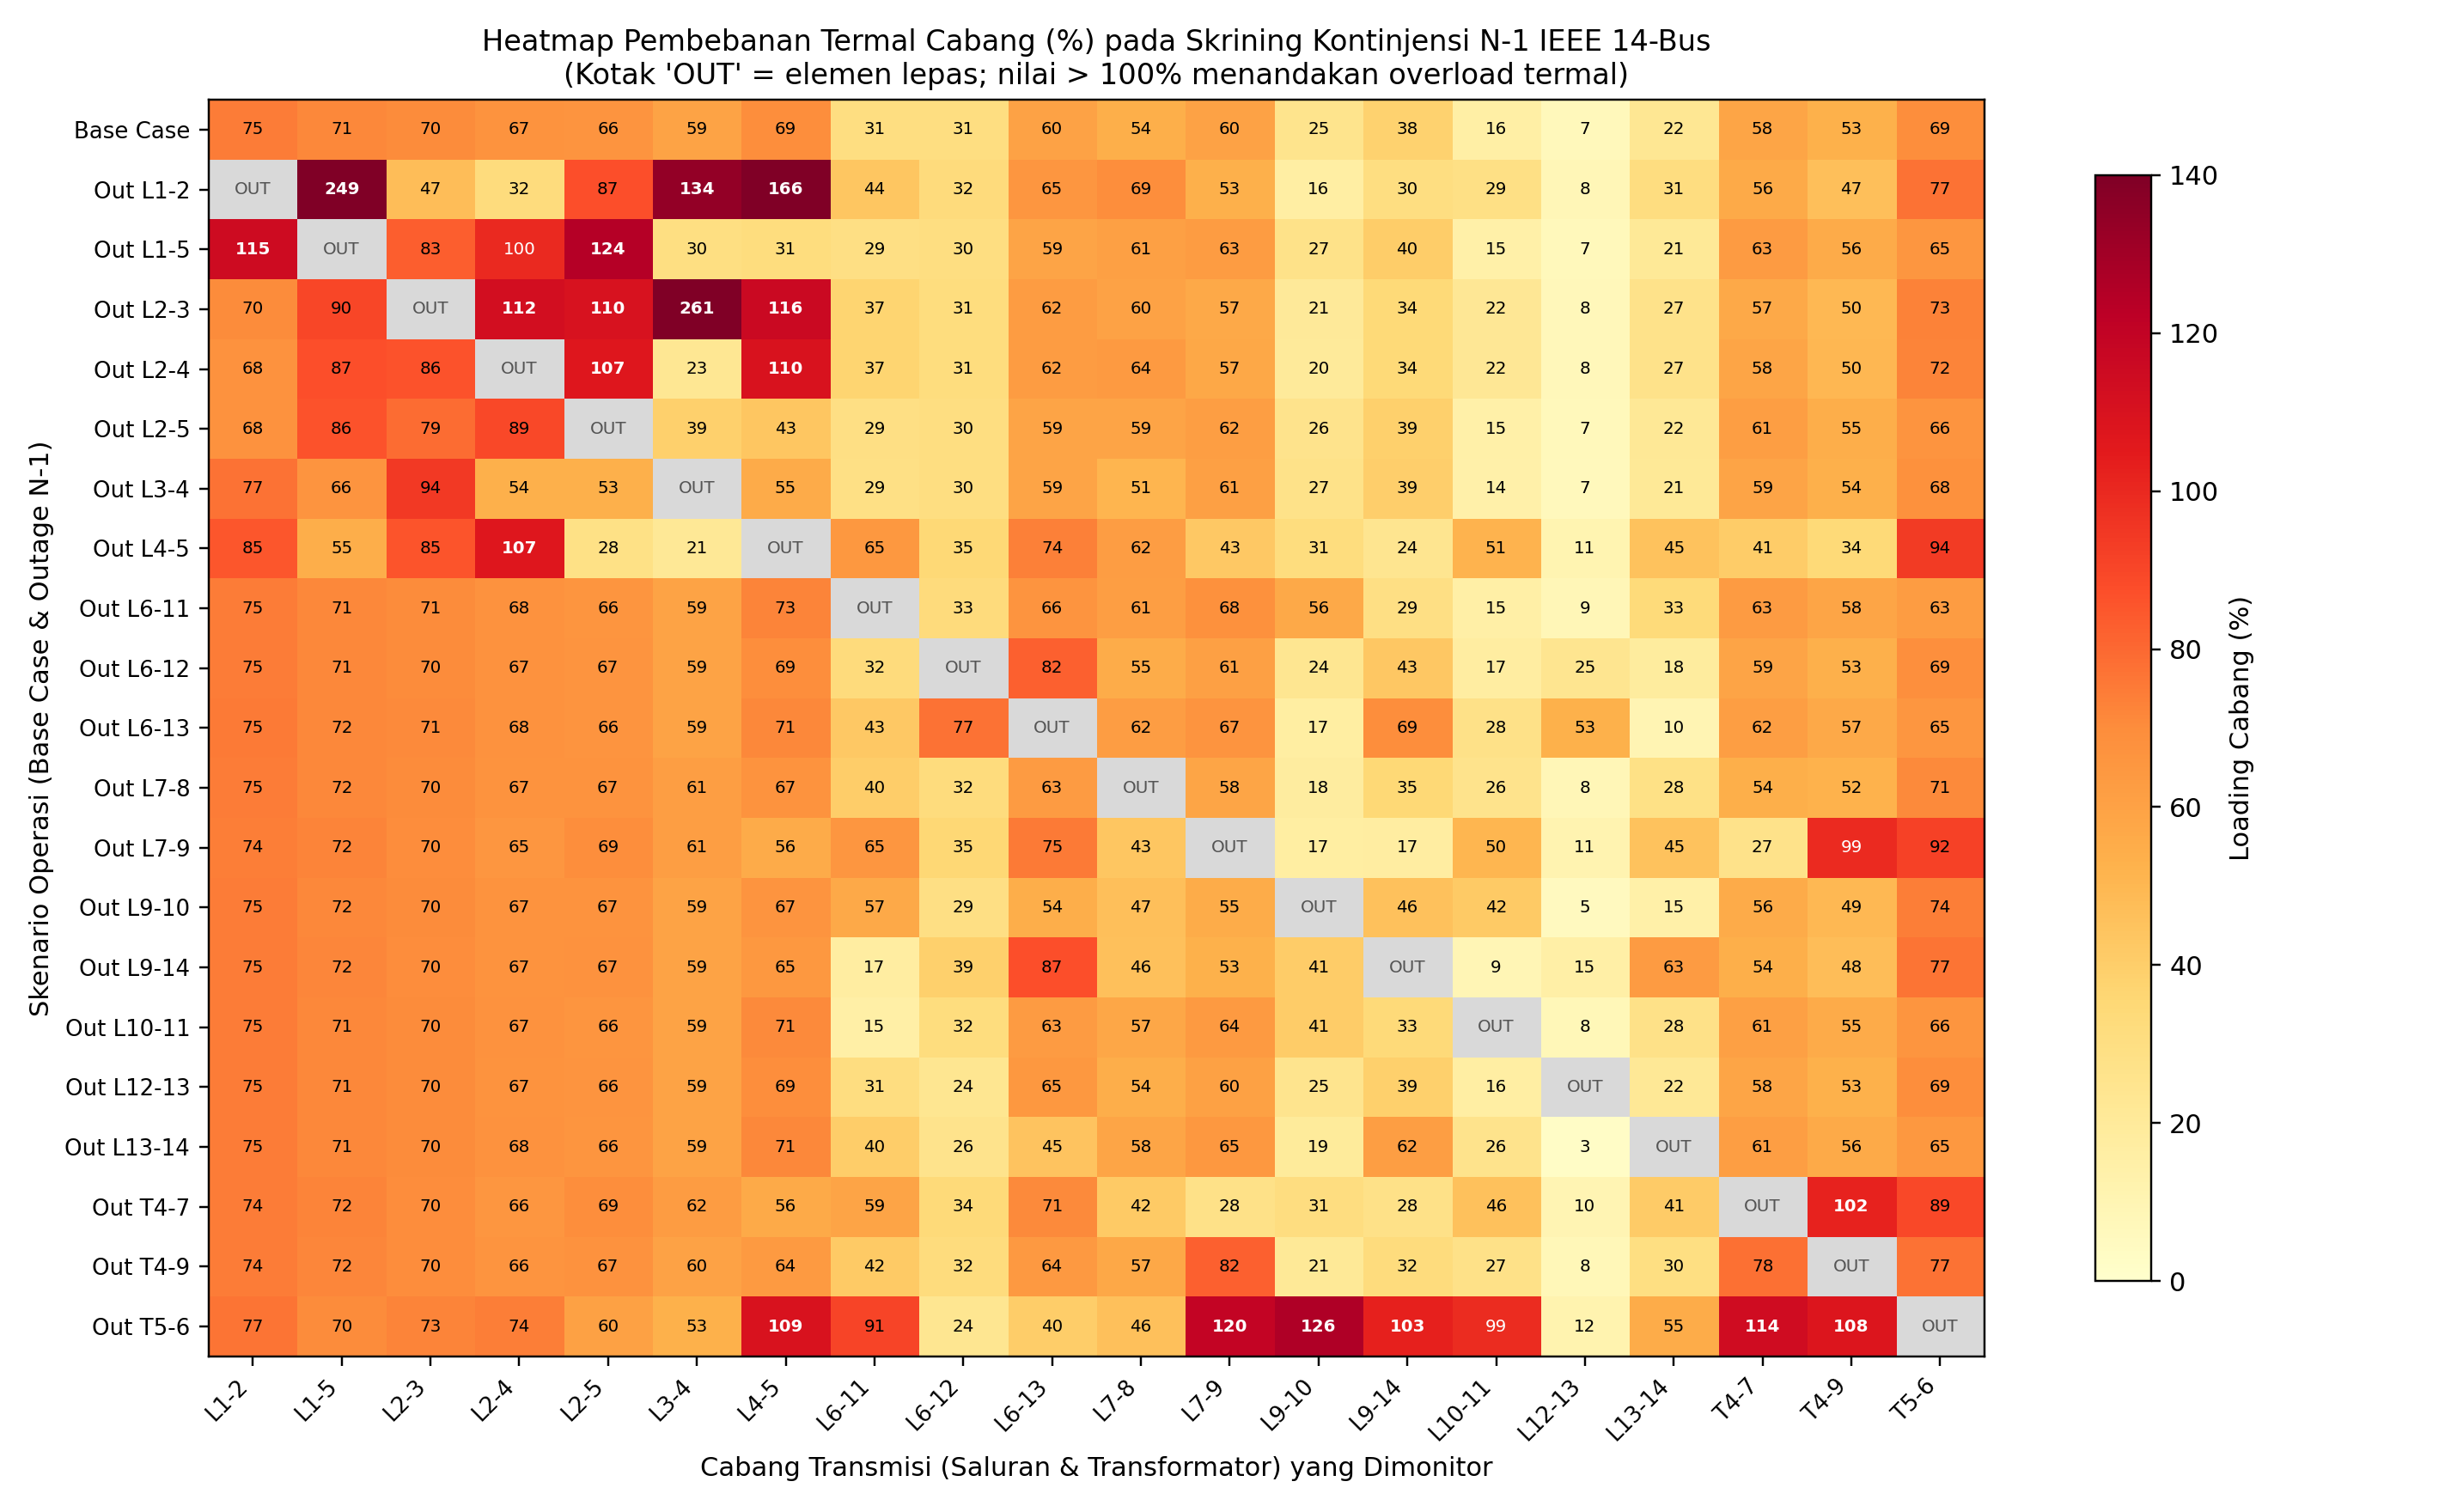 Heatmap Pembebanan Termal Cabang (%) pada Skrining Kontinjensi N-1 IEEE 14-Bus
(Kotak 'OUT' = elemen lepas; nilai > 100% menandakan overload termal)
Skenario Operasi (Base Case & Outage N-1)
Base Case 75 71 70 67 66 59 69 31 31 60 54 60 25 38 16 7 22 58 53 69
Out L1-2 OUT 249 47 32 87 134 166 44 32 65 69 53 16 30 29 8 31 56 47 77
Out L1-5 115 OUT 83 100 124 30 31 29 30 59 61 63 27 40 15 7 21 63 56 65
Out L2-3 70 90 OUT 112 110 261 116 37 31 62 60 57 21 34 22 8 27 57 50 73
Out L2-4 68 87 86 OUT 107 23 110 37 31 62 64 57 20 34 22 8 27 58 50 72
Out L2-5 68 86 79 89 OUT 39 43 29 30 59 59 62 26 39 15 7 22 61 55 66
Out L3-4 77 66 94 54 53 OUT 55 29 30 59 51 61 27 39 14 7 21 59 54 68
Out L4-5 85 55 85 107 28 21 OUT 65 35 74 62 43 31 24 51 11 45 41 34 94
Out L6-11 75 71 71 68 66 59 73 OUT 33 66 61 68 56 29 15 9 33 63 58 63
Out L6-12 75 71 70 67 67 59 69 32 OUT 82 55 61 24 43 17 25 18 59 53 69
Out L6-13 75 72 71 68 66 59 71 43 77 OUT 62 67 17 69 28 53 10 62 57 65
Out L7-8 75 72 70 67 67 61 67 40 32 63 OUT 58 18 35 26 8 28 54 52 71
Out L7-9 74 72 70 65 69 61 56 65 35 75 43 OUT 17 17 50 11 45 27 99 92
Out L9-10 75 72 70 67 67 59 67 57 29 54 47 55 OUT 46 42 5 15 56 49 74
Out L9-14 75 72 70 67 67 59 65 17 39 87 46 53 41 OUT 9 15 63 54 48 77
Out L10-11 75 71 70 67 66 59 71 15 32 63 57 64 41 33 OUT 8 28 61 55 66
Out L12-13 75 71 70 67 66 59 69 31 24 65 54 60 25 39 16 OUT 22 58 53 69
Out L13-14 75 71 70 68 66 59 71 40 26 45 58 65 19 62 26 3 OUT 61 56 65
Out T4-7 74 72 70 66 69 62 56 59 34 71 42 28 31 28 46 10 41 OUT 102 89
Out T4-9 74 72 70 66 67 60 64 42 32 64 57 82 21 32 27 8 30 78 OUT 77
Out T5-6 77 70 73 74 60 53 109 91 24 40 46 120 126 103 99 12 55 114 108 OUT
L1-2 L1-5 L2-3 L2-4 L2-5 L3-4 L4-5 L6-11 L6-12 L6-13 L7-8 L7-9 L9-10 L9-14 L10-11 L12-13 L13-14 T4-7 T4-9 T5-6
Cabang Transmisi (Saluran & Transformator) yang Dimonitor
140
120
100
80
60
40
20
0
Loading Cabang (%)